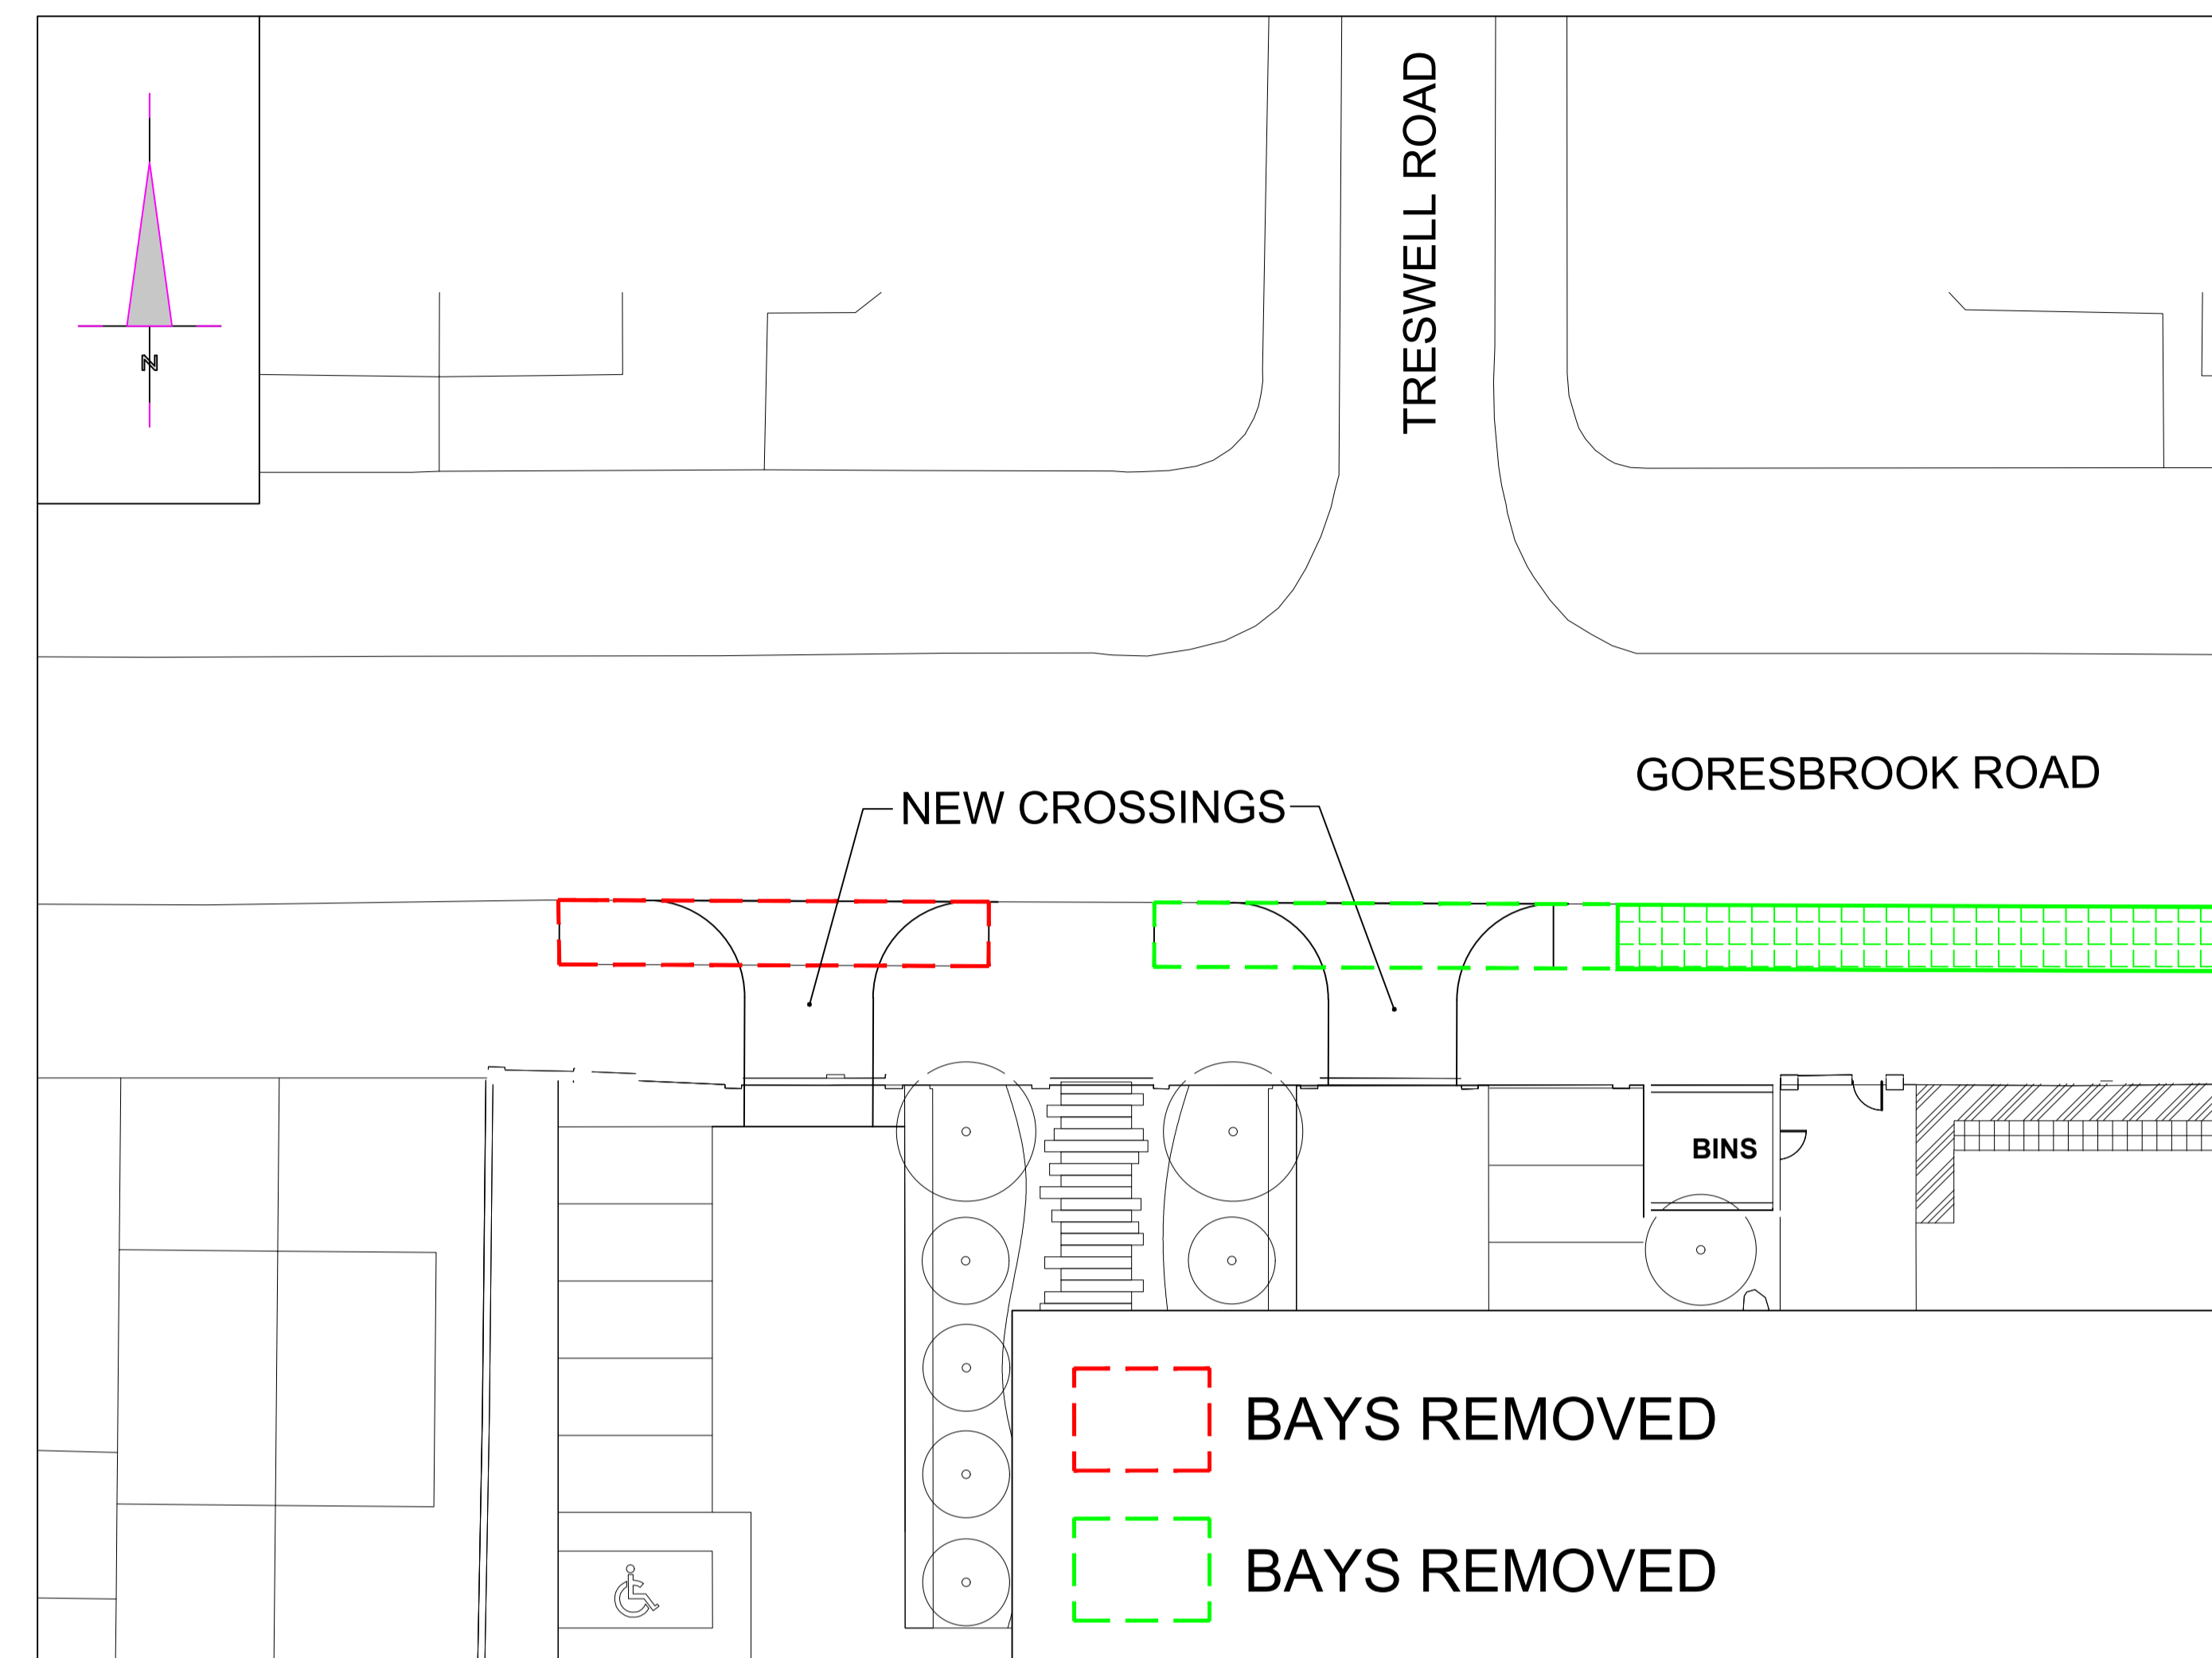 TRESWELL ROAD
N
GORESBROOK ROAD
NEW CROSSINGS
BINS
BAYS REMOVED
BAYS REMOVED